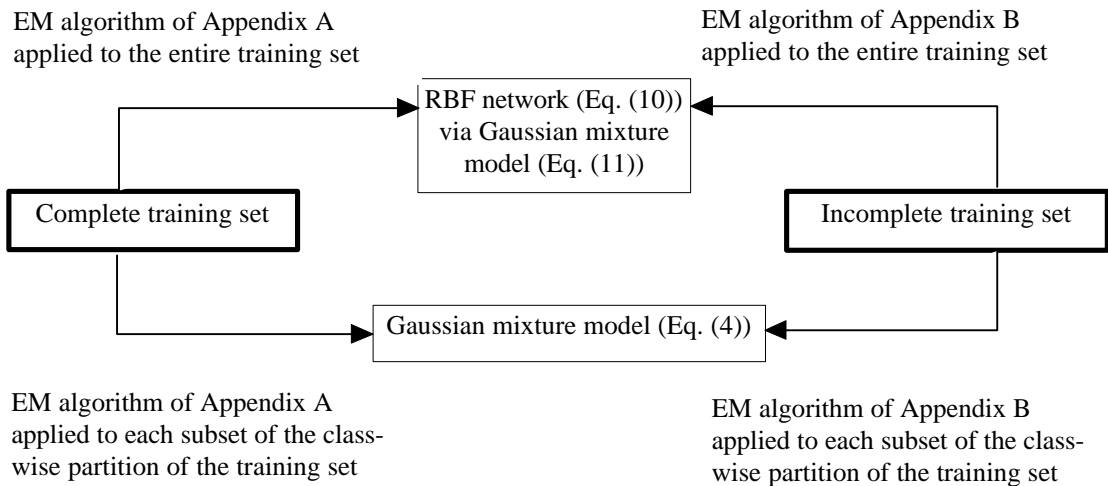 EM algorithm of Appendix A
applied to the entire training set
EM algorithm of Appendix B
applied to the entire training set
RBF network (Eq. (10))
via Gaussian mixture
model (Eq. (11))
Complete training set
Incomplete training set
Gaussian mixture model (Eq. (4))
EM algorithm of Appendix A
applied to each subset of the class-
wise partition of the training set
EM algorithm of Appendix B
applied to each subset of the class-
wise partition of the training set